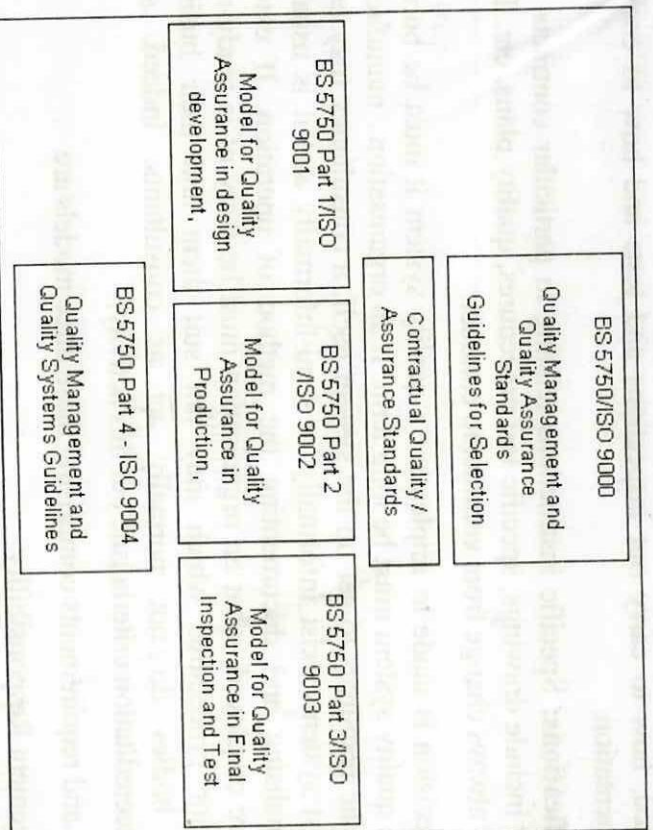 BS 5750/ISO 9000
Quality Management and
Quality Assurance
Standards
Guidelines for Selection
Contractual Quality /
Assurance Standards
BS 5750 Part 1/ISO
9001
Model for Quality
Assurance in design
development,
BS 5750 Part 2
/ISO 9002
Model for Quality
Assurance in
Production,
BS 5750 Part 3/ISO
9003
Model for Quality
Assurance in Final
Inspection and Test
BS 5750 Part 4 - ISO 9004
Quality Management and
Quality Systems Guidelines